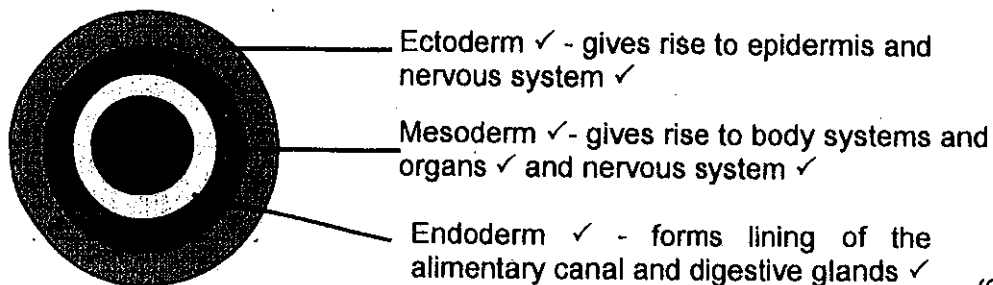 Ectoderm ✓ - gives rise to epidermis and
nervous system ✓
Mesoderm ✓- gives rise to body systems and
organs ✓ and nervous system ✓
Endoderm ✓ - forms lining of the
alimentary canal and digestive glands ✓